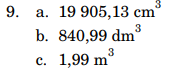 9. a. 19 905,13 cm³
b. 840,99 dm³
c. 1,99 m³